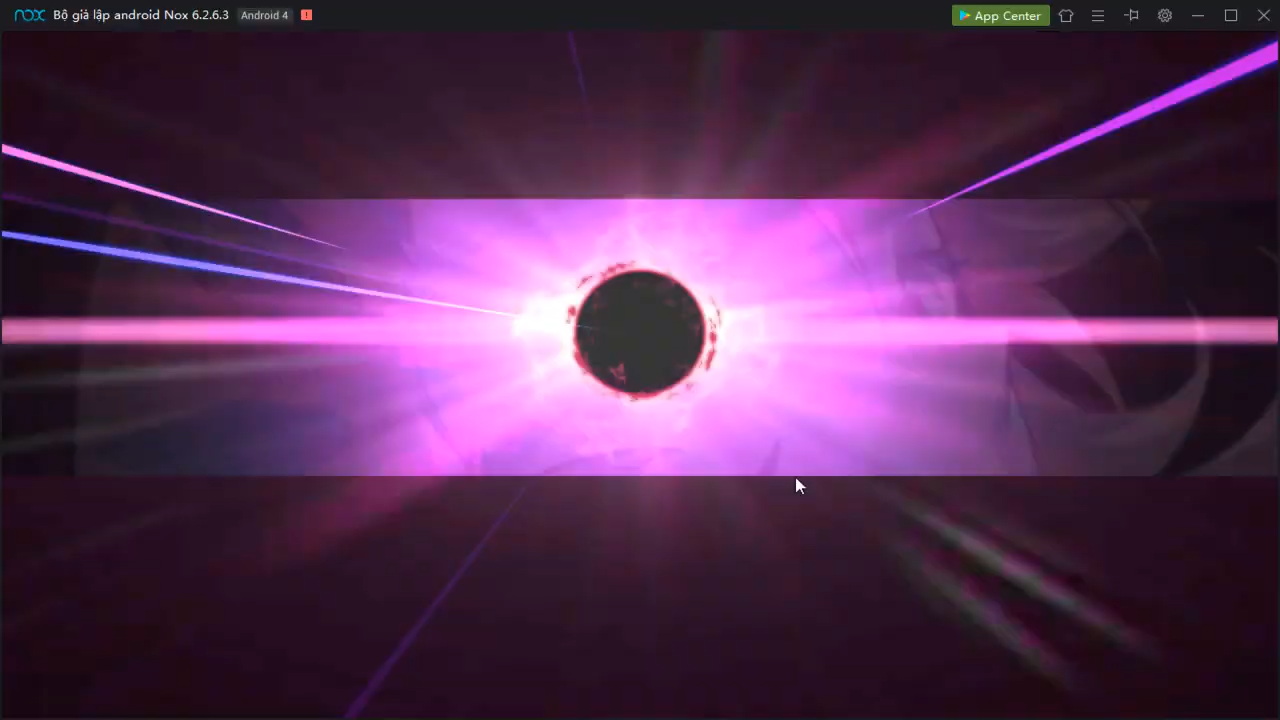 nox Bộ giả lập android Nox 6.2.6.3 Android 4 App Center